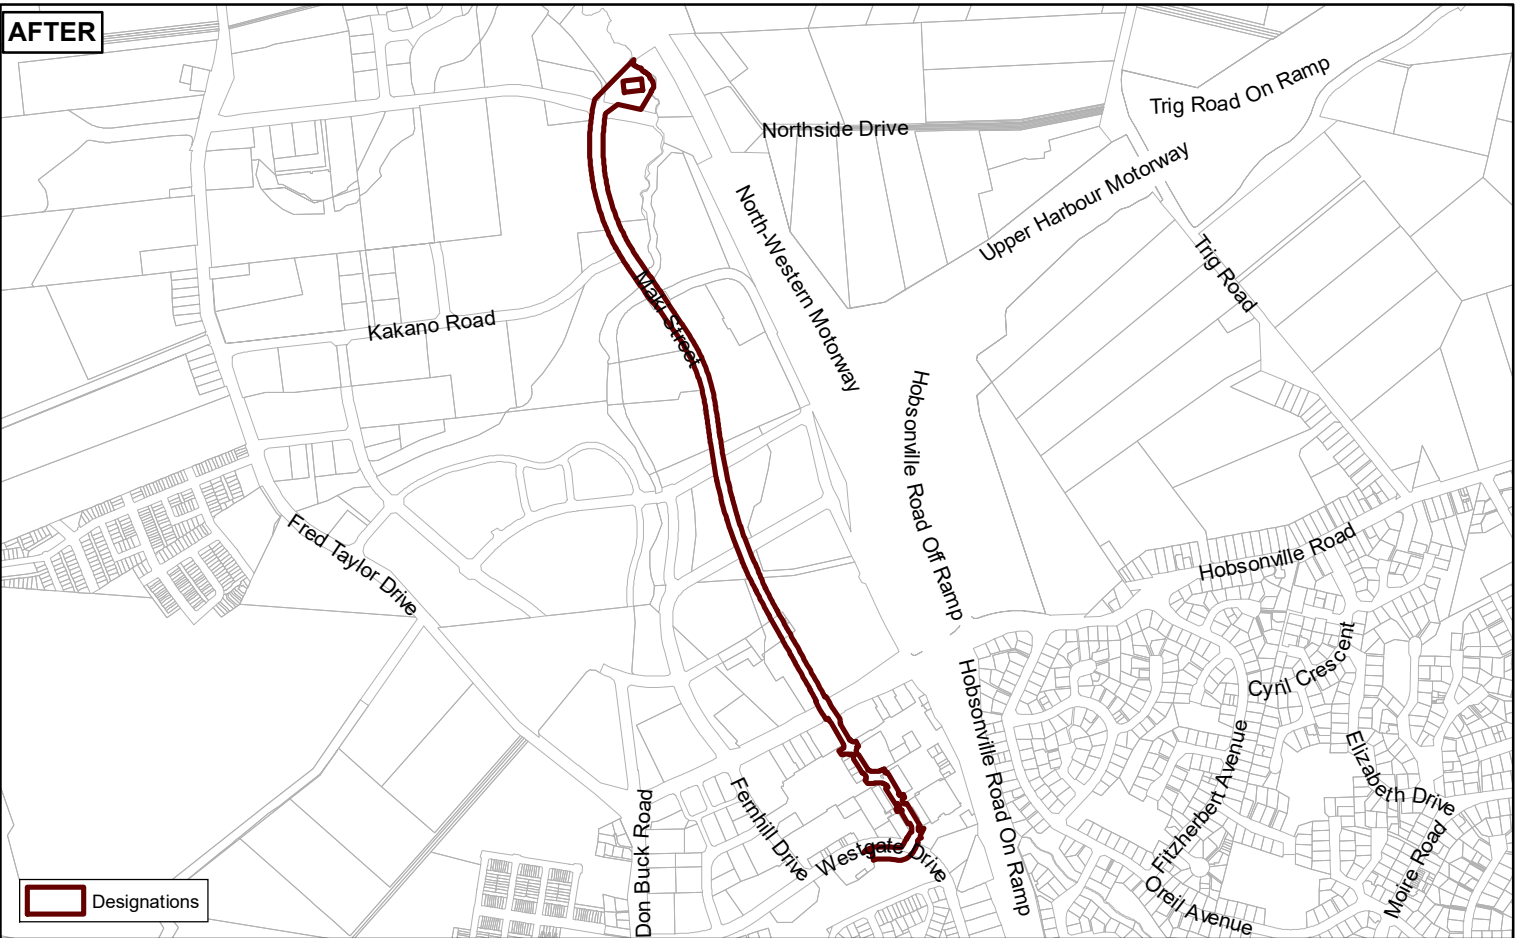 AFTER
Trig Road On Ramp
Northside Drive
Upper Harbour Motorway
North-Western Motorway
Trig Road
Maki Street
Kakano Road
Hobsonville Road Off Ramp
Fred Taylor Drive
Hobsonville Road
Cyril Crescent
Hobsonville Road On Ramp
Fitzherbert Avenue
Elizabeth Drive
Don Buck Road
Fernhill Drive
Westgate Drive
Moire Road
Oreil Avenue
Designations